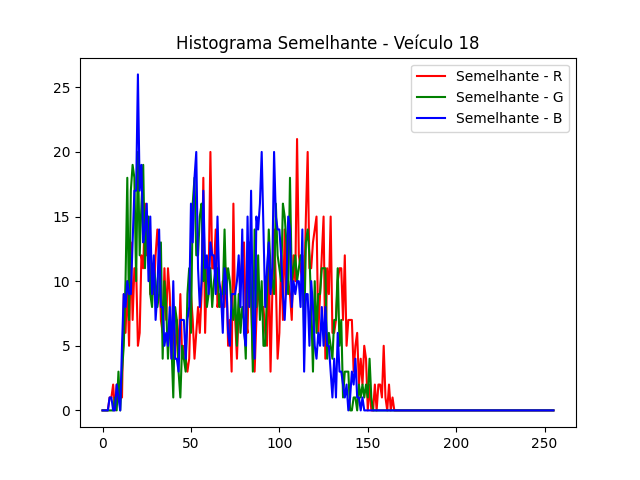 Histograma Semelhante - Veículo 18
Semelhante - R
Semelhante - G
Semelhante - B
25
20
15
10
5
0
0 50 100 150 200 250